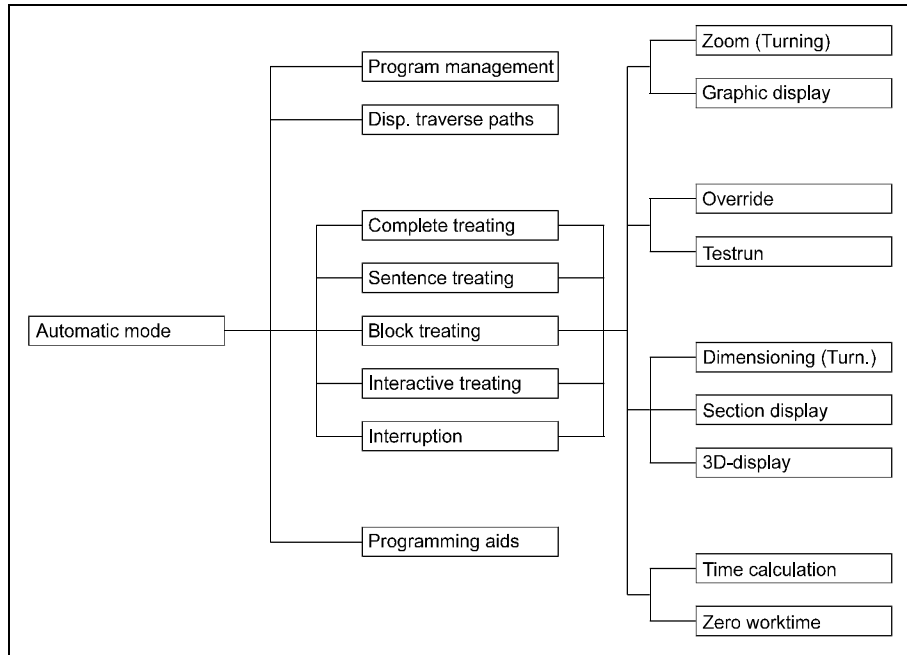 Automatic mode
Program management
Disp. traverse paths
Complete treating
Sentence treating
Block treating
Interactive treating
Interruption
Programming aids
Zoom (Turning)
Graphic display
Override
Testrun
Dimensioning (Turn.)
Section display
3D-display
Time calculation
Zero worktime